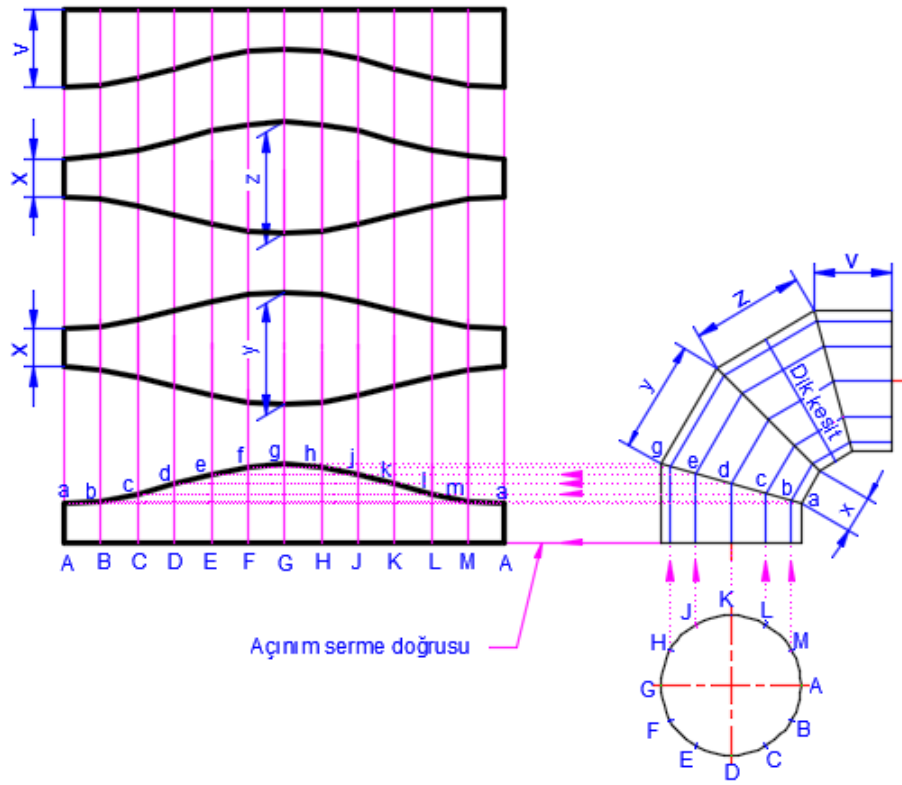 v
x
z
x
y
a b c d e f g h j k l m a
A B C D E F G H J K L M A
Açınım serme doğrusu
v
z
y
Dik kesit
x
g e d c b a
K
J L
H M
G A
F B
E C
D